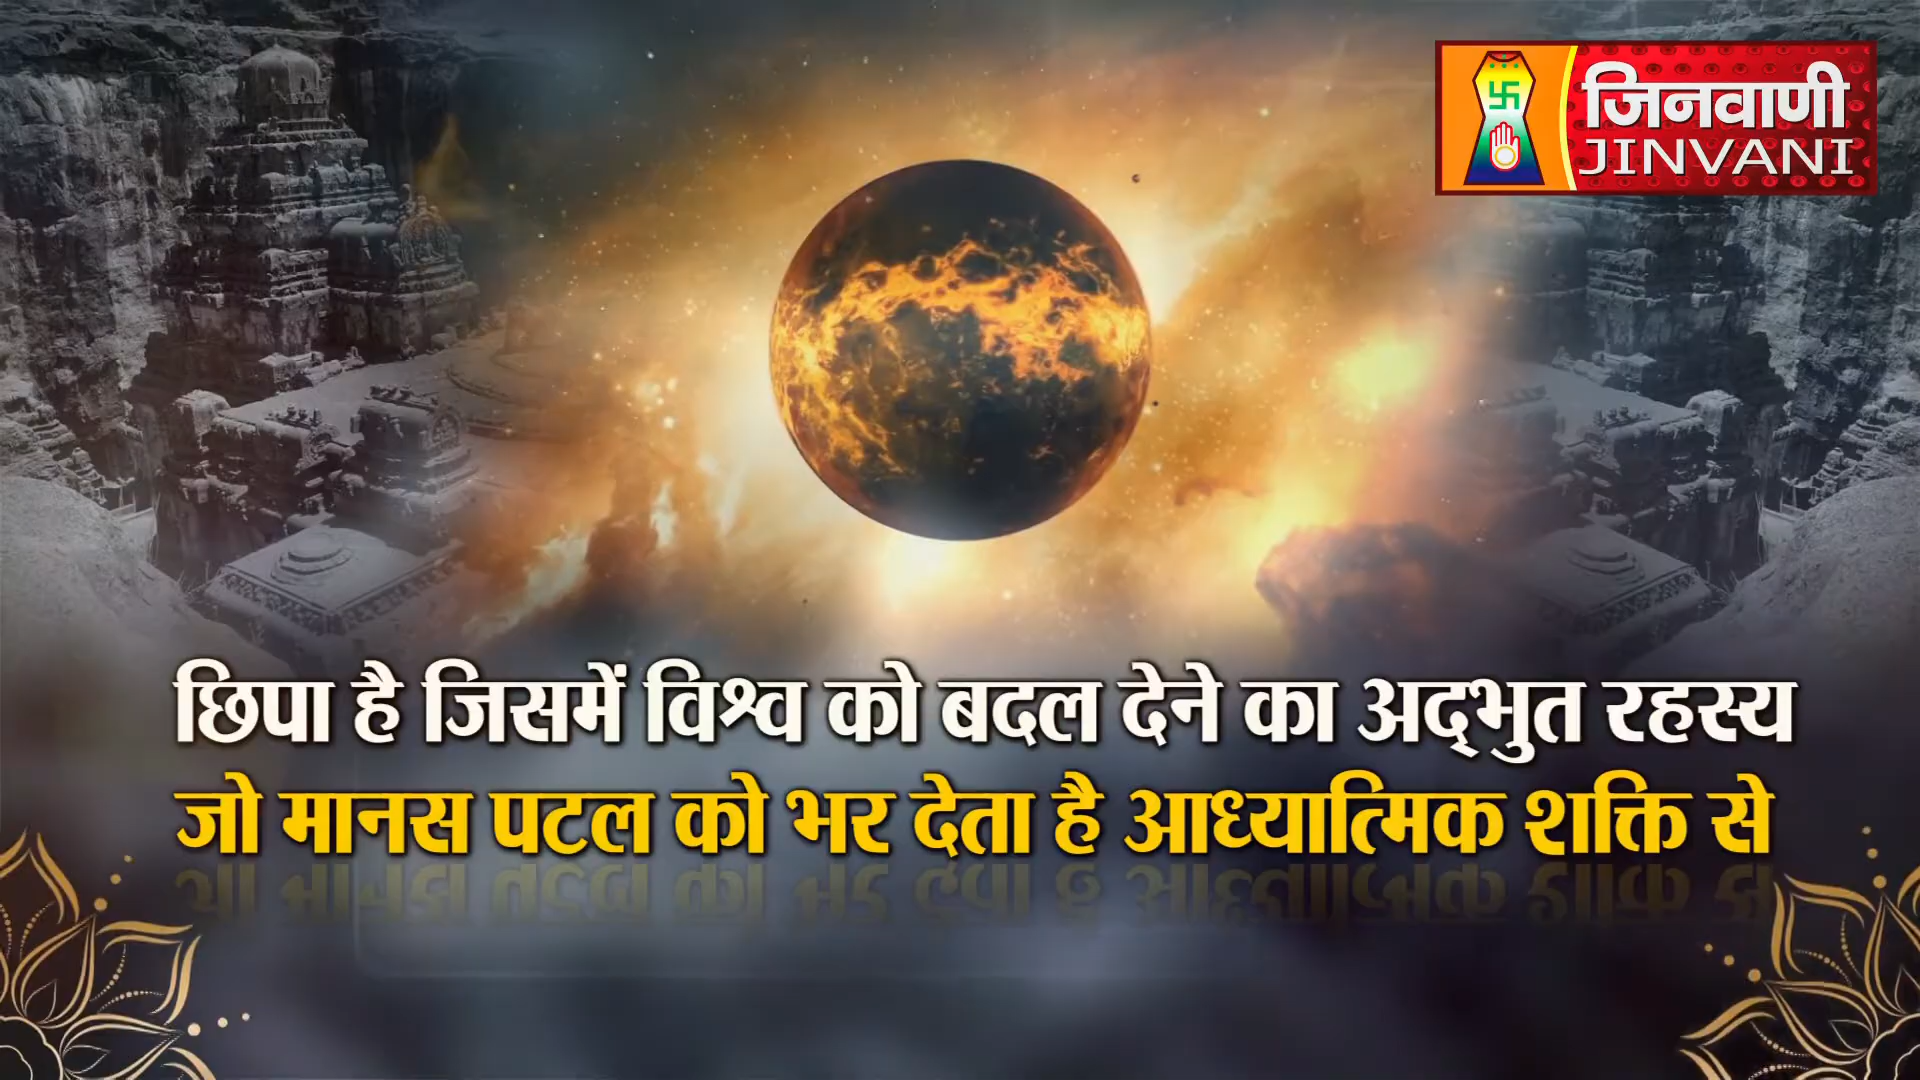 जिनवाणी
JINVANI
छिपा है जिसमें विश्व को बदल देने का अद्‌भुत रहस्य
जो मानस पटल को भर देता है आध्यात्मिक शक्ति से